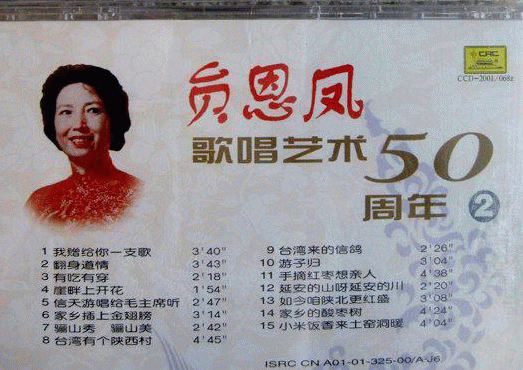 CRC
CCD-2001/068z
贠恩凤
歌唱艺术50
周年 2
1 我赠给你一支歌 3'40"
2 翻身道情 3'43"
3 有吃有穿 2'18"
4 崖畔上开花 1'54"
5 信天游唱给毛主席听 2'47"
6 家乡插上金翅膀 3'14"
7 骊山秀 骊山美 2'42"
8 台湾有个陕西村 4'45"
9 台湾来的信鸽 2'26"
10 游子归 3'04"
11 手摘红枣想亲人 4'38"
12 延安的山呀延安的川 2'20"
13 如今咱陕北更红盛 3'08"
14 家乡的酸枣树 4'24"
15 小米饭香来土窑洞暖 4'04"
ISRC CN A01-01-325-00/A·J6